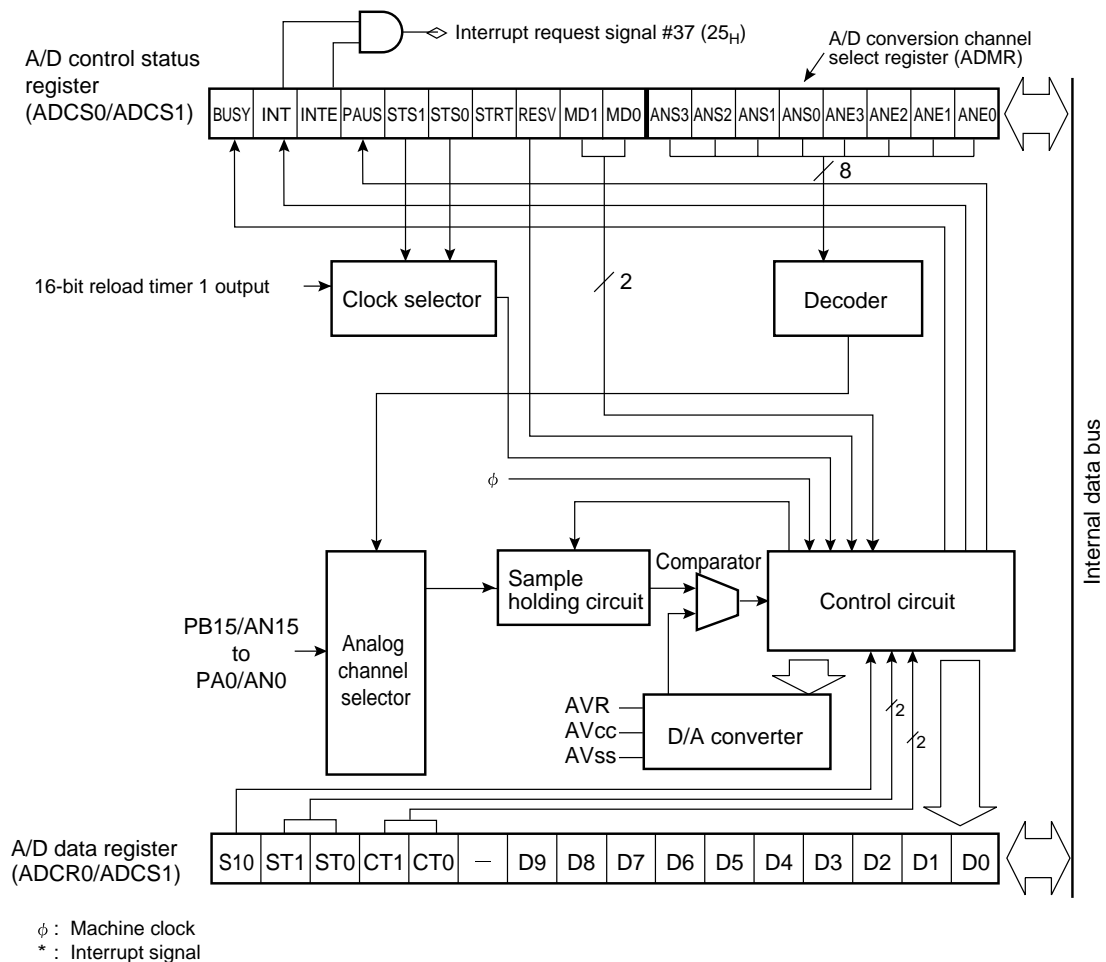 Interrupt request signal #37 (25H)
A/D control status
register
(ADCS0/ADCS1)
A/D conversion channel
select register (ADMR)
BUSY INT INTE PAUS STS1 STS0 STRT RESV MD1 MD0 ANS3 ANS2 ANS1 ANS0 ANE3 ANE2 ANE1 ANE0
8
16-bit reload timer 1 output
Clock selector
2
Decoder
Internal data bus
ϕ
Comparator
Sample
holding circuit
Control circuit
PB15/AN15
to
PA0/AN0
Analog
channel
selector
AVR
AVcc
AVss
D/A converter
2
2
A/D data register
(ADCR0/ADCS1)
S10 ST1 ST0 CT1 CT0 — D9 D8 D7 D6 D5 D4 D3 D2 D1 D0
ϕ : Machine clock
* : Interrupt signal